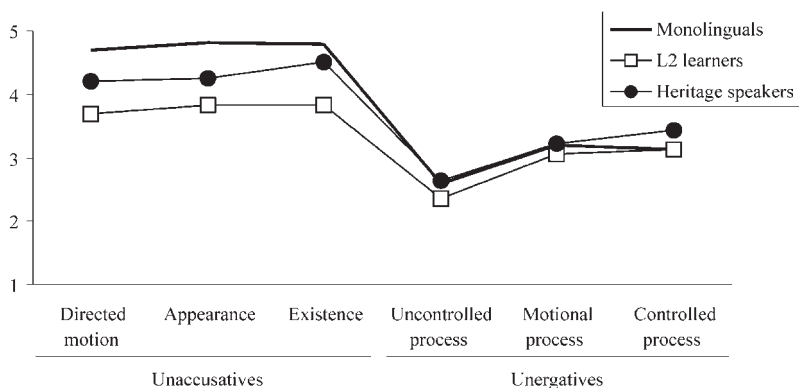 5
4
3
2
1
Monolinguals
L2 learners
Heritage speakers
Directed motion
Appearance
Existence
Uncontrolled process
Motional process
Controlled process
Unaccusatives
Unergatives